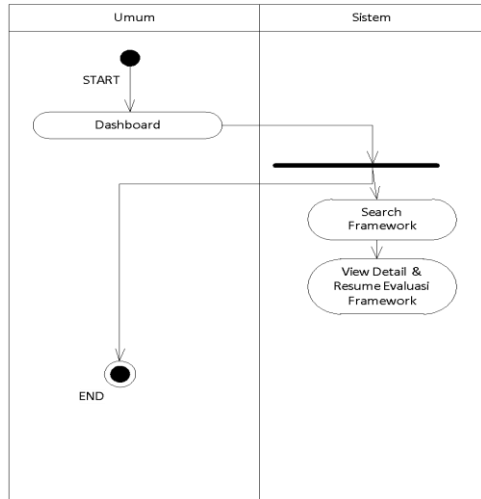 Umum
Sistem
START
Dashboard
Search
Framework
View Detail &
Resume Evaluasi
Framework
END